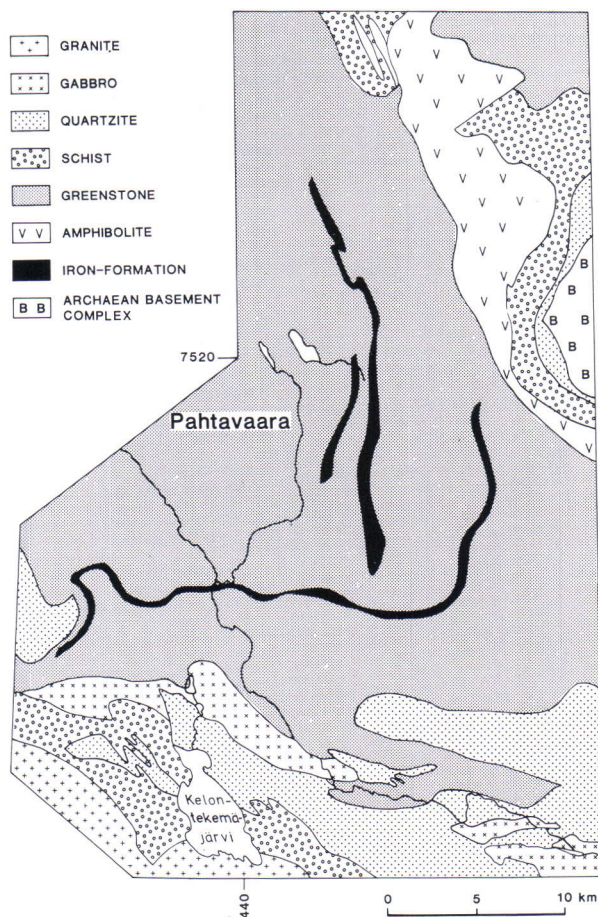 GRANITE
GABBRO
QUARTZITE
SCHIST
GREENSTONE
V V AMPHIBOLITE
IRON-FORMATION
B B ARCHAEAN BASEMENT
COMPLEX
7520
Pahtavaara
Kelon-
tekemä-
järvi
440
0 5 10 km